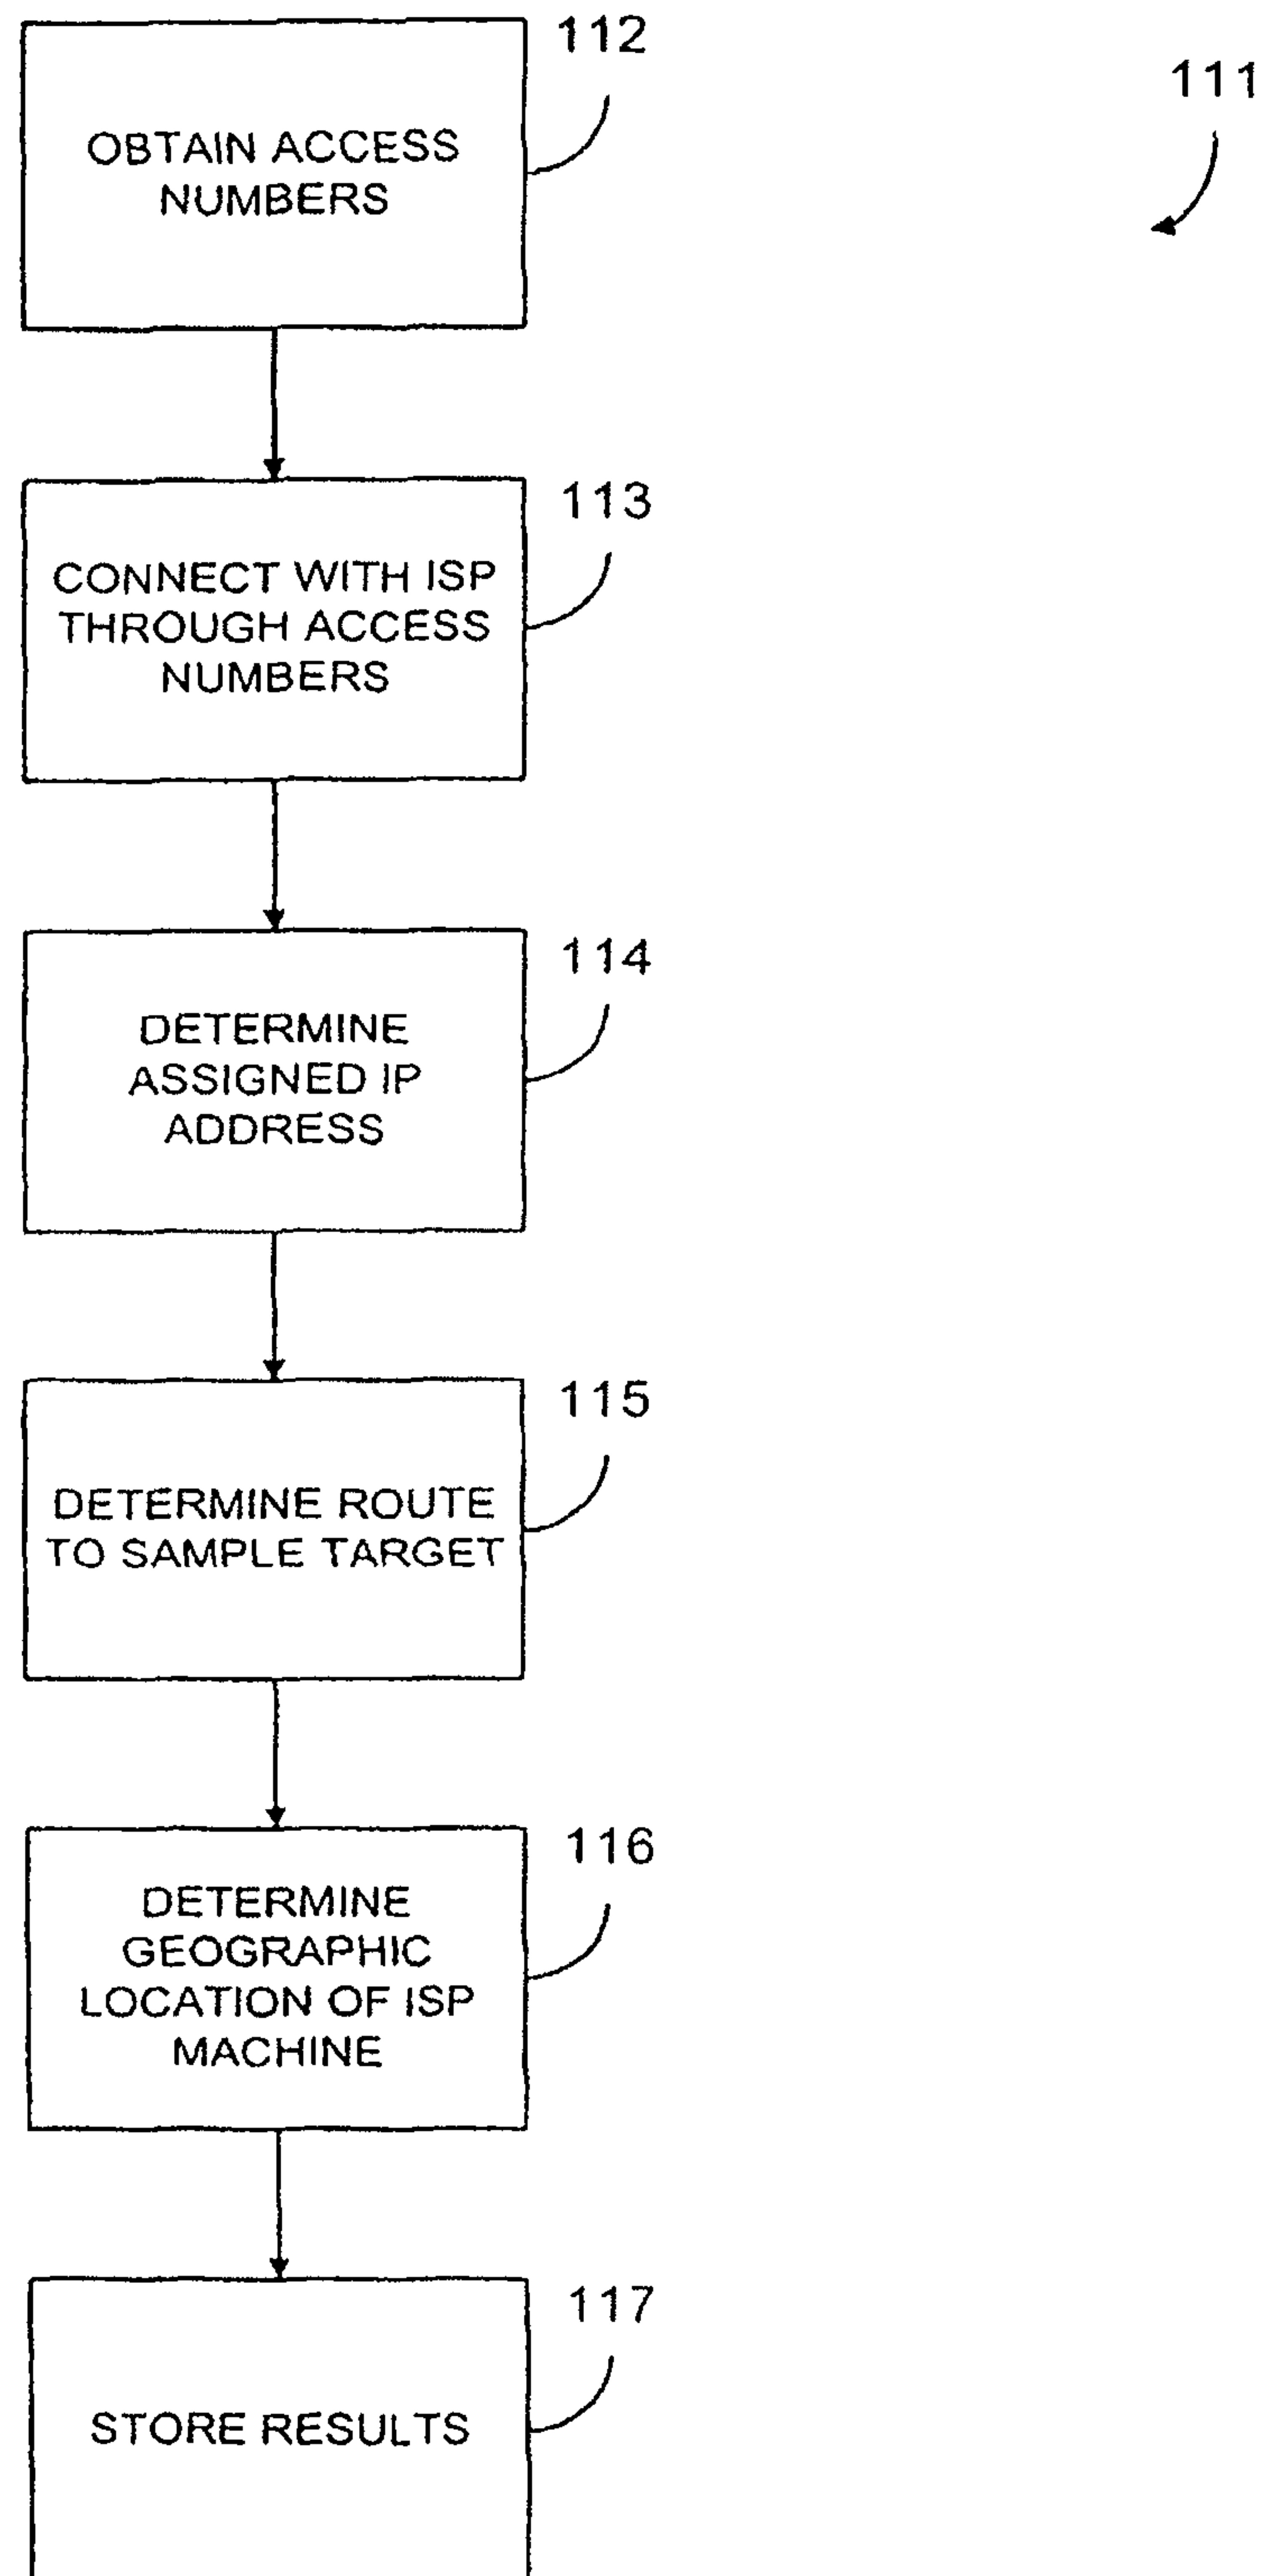 112
111
OBTAIN ACCESS
NUMBERS
113
CONNECT WITH ISP
THROUGH ACCESS
NUMBERS
114
DETERMINE
ASSIGNED IP
ADDRESS
115
DETERMINE ROUTE
TO SAMPLE TARGET
116
DETERMINE
GEOGRAPHIC
LOCATION OF ISP
MACHINE
117
STORE RESULTS